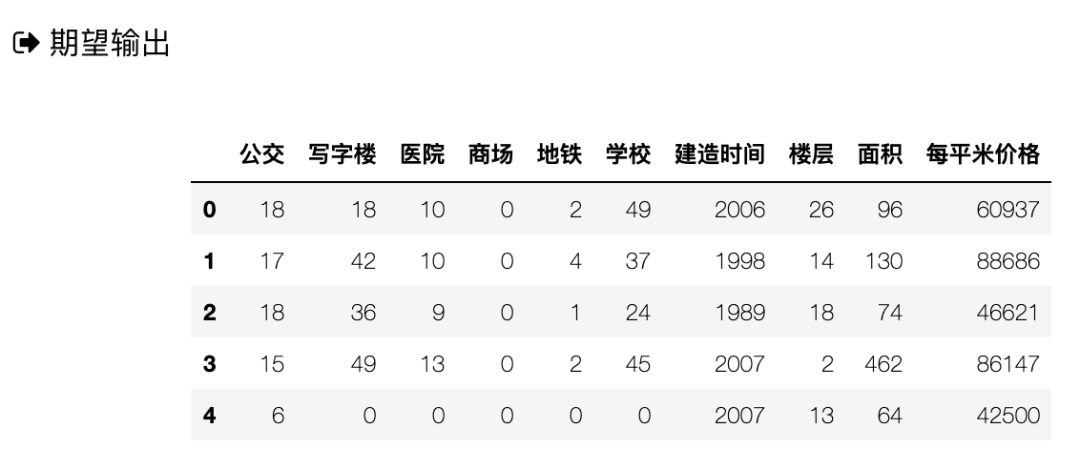 期望输出
公交 写字楼 医院 商场 地铁 学校 建造时间 楼层 面积 每平米价格
0 18 18 10 0 2 49 2006 26 96 60937
1 17 42 10 0 4 37 1998 14 130 88686
2 18 36 9 0 1 24 1989 18 74 46621
3 15 49 13 0 2 45 2007 2 462 86147
4 6 0 0 0 0 0 2007 13 64 42500